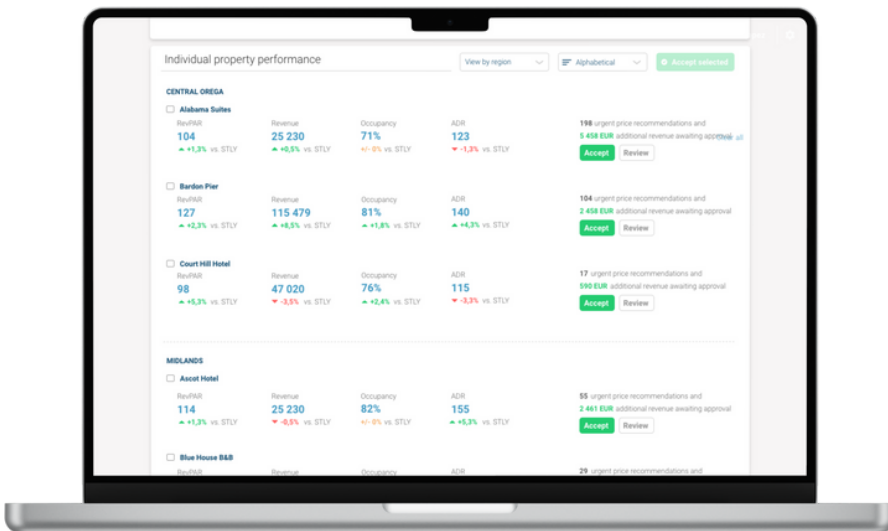 Individual property performance
View by region
Alphabetical
Accept selected
CENTRAL OREGA
Alabama Suites
RevPAR Revenue Occupancy ADR
104 25 230 71% 123
+1,3% vs. STLY +0,5% vs. STLY +/- 0% vs. STLY -1,3% vs. STLY
198 urgent price recommendations and
5 458 EUR additional revenue awaiting approval
all
Accept Review
Bardon Pier
RevPAR Revenue Occupancy ADR
127 115 479 81% 140
+2,3% vs. STLY +8,5% vs. STLY +1,8% vs. STLY +4,3% vs. STLY
104 urgent price recommendations and
2 458 EUR additional revenue awaiting approval
Accept Review
Court Hill Hotel
RevPAR Revenue Occupancy ADR
98 47 020 76% 115
+5,3% vs. STLY -3,5% vs. STLY +2,4% vs. STLY -3,3% vs. STLY
17 urgent price recommendations and
590 EUR additional revenue awaiting approval
Accept Review
MIDLANDS
Ascot Hotel
RevPAR Revenue Occupancy ADR
114 25 230 82% 155
+1,3% vs. STLY -0,5% vs. STLY +/- 0% vs. STLY +5,3% vs. STLY
55 urgent price recommendations and
2 461 EUR additional revenue awaiting approval
Accept Review
Blue House B&B
RevPAR Revenue Occupancy ADR
29 urgent price recommendations and